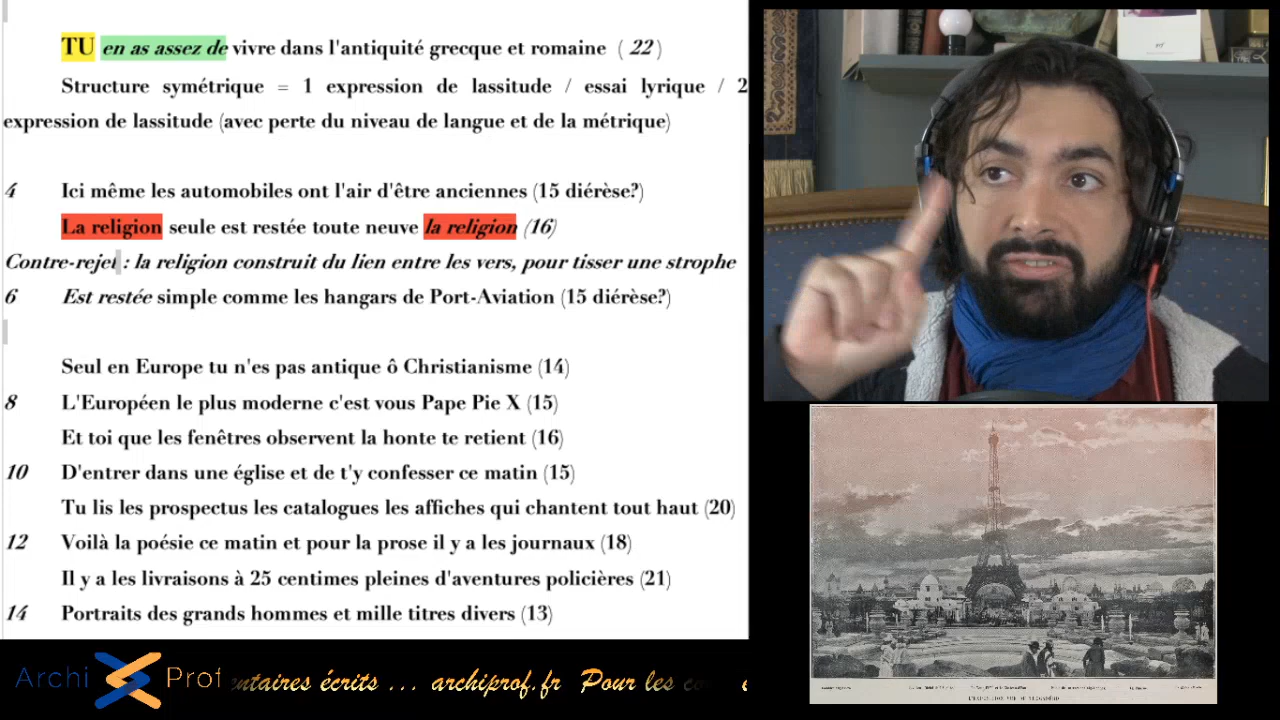 TU en as assez de vivre dans l'antiquité grecque et romaine ( 22 )
Structure symétrique = 1 expression de lassitude / essai lyrique / 2
expression de lassitude (avec perte du niveau de langue et de la métrique)
4 Ici même les automobiles ont l'air d'être anciennes (15 diérèse?)
La religion seule est restée toute neuve la religion (16)
Contre-rejet : la religion construit du lien entre les vers, pour tisser une strophe
6 Est restée simple comme les hangars de Port-Aviation (15 diérèse?)
Seul en Europe tu n'es pas antique ô Christianisme (14)
8 L'Européen le plus moderne c'est vous Pape Pie X (15)
Et toi que les fenêtres observent la honte te retient (16)
10 D'entrer dans une église et de t'y confesser ce matin (15)
Tu lis les prospectus les catalogues les affiches qui chantent tout haut (20)
12 Voilà la poésie ce matin et pour la prose il y a les journaux (18)
Il y a les livraisons à 25 centimes pleines d'aventures policières (21)
14 Portraits des grands hommes et mille titres divers (13)
Archi Prof
entaires écrits ... archiprof.fr Pour les co